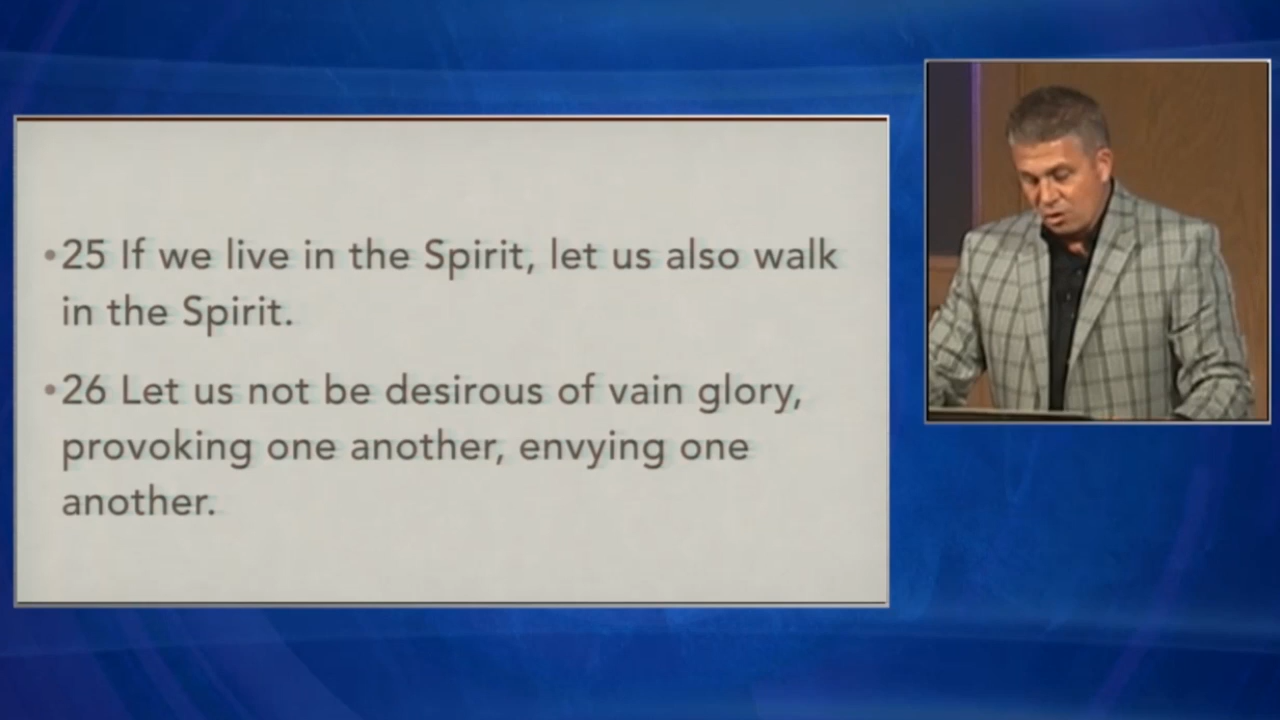 •25 If we live in the Spirit, let us also walk
in the Spirit.
•26 Let us not be desirous of vain glory,
provoking one another, envying one
another.